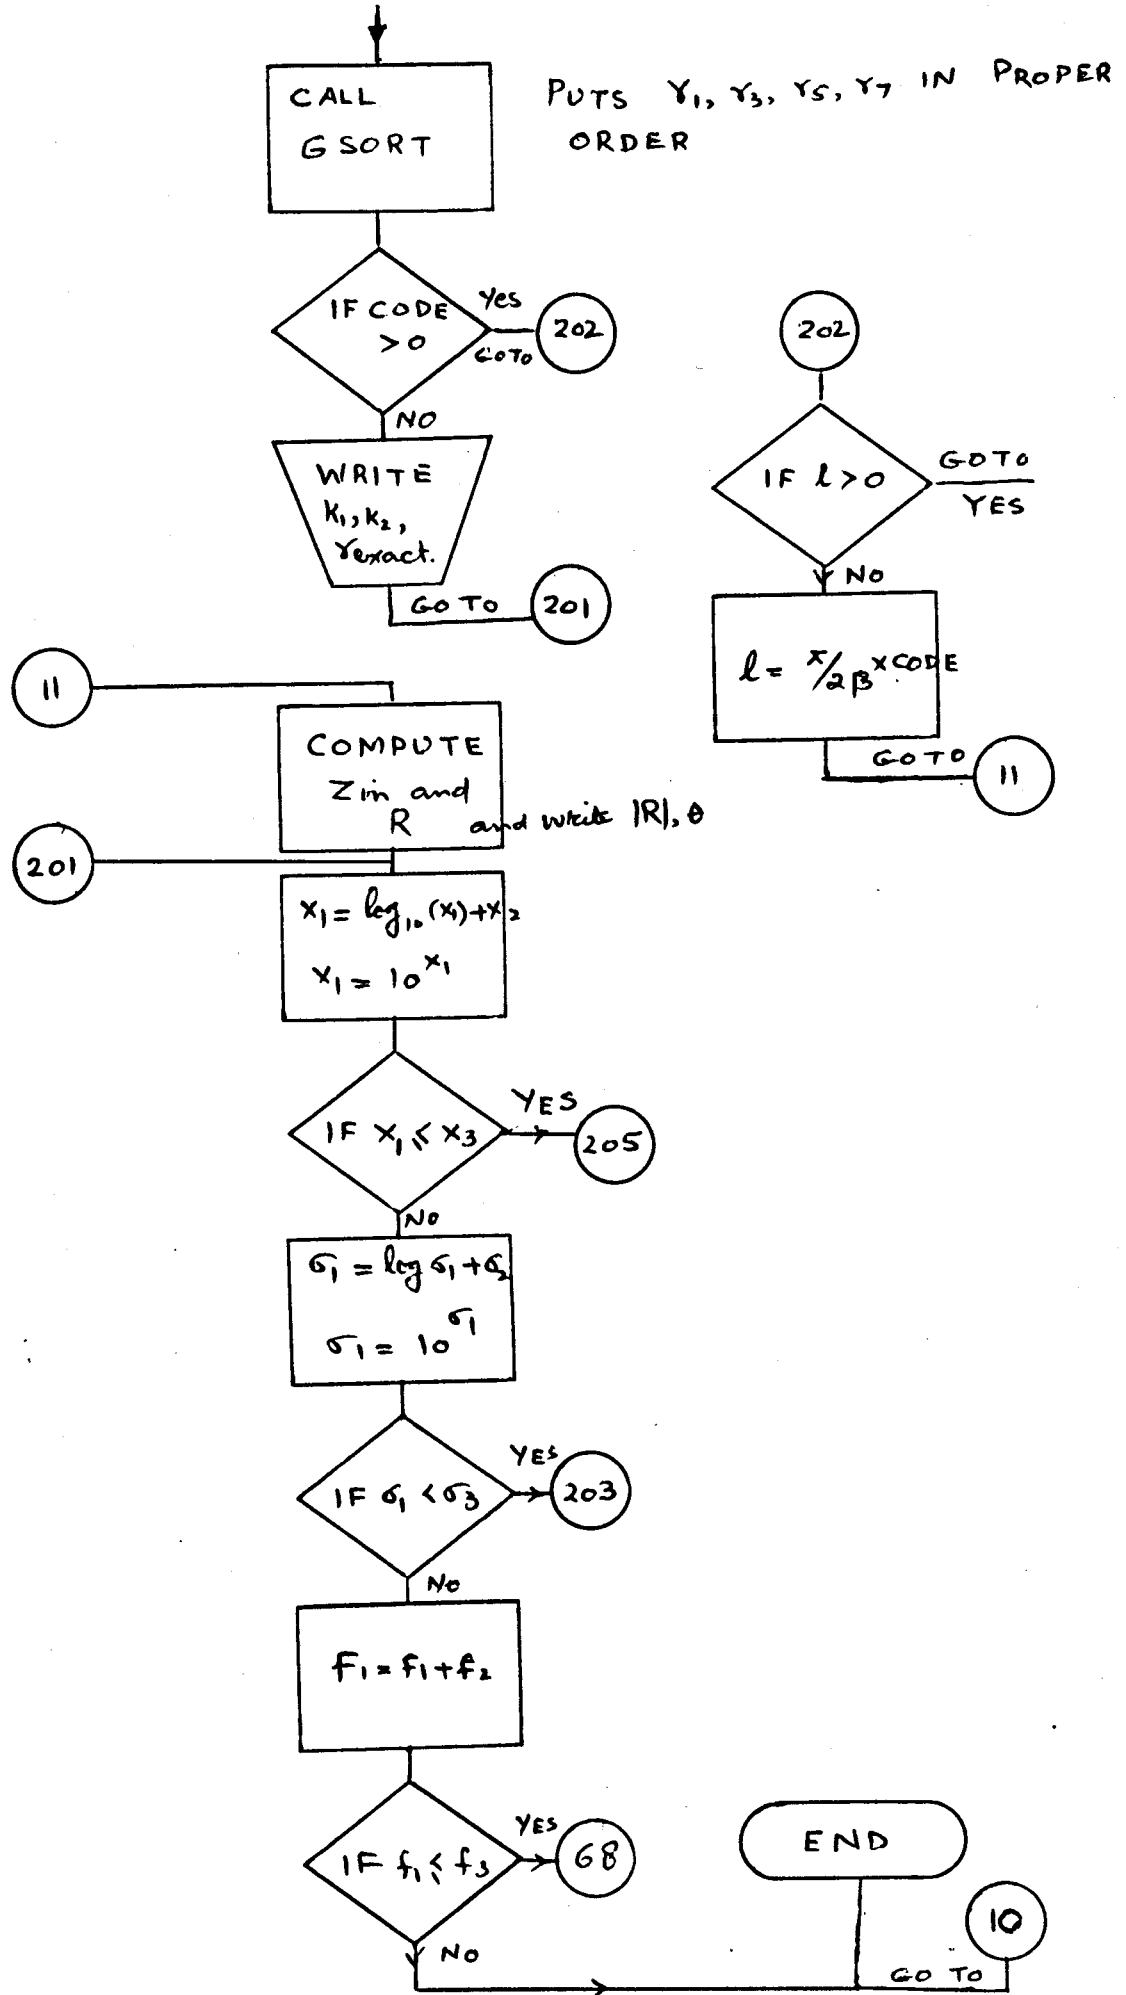 CALL
GSORT
PUTS γ₁, γ₃, γ₅, γ₇ IN PROPER
ORDER
IF CODE
>0
Yes
GOTO
202
NO
WRITE
K₁, K₂,
γexact.
GO TO
201
202
IF l>0
GOTO
YES
NO
l = π/2β × CODE
GOTO
11
11
COMPUTE
Zin and
R and write |R|, θ
201
X₁ = log₁₀(X₁)+X₂
X₁ = 10^X₁
IF X₁ ≤ X₃
YES
205
NO
σ₁ = log σ₁ + σ₂
σ₁ = 10^σ₁
IF σ₁ < σ₃
YES
203
NO
F₁ = f₁ + f₂
IF f₁ ≤ f₃
YES
68
NO
END
GO TO
10